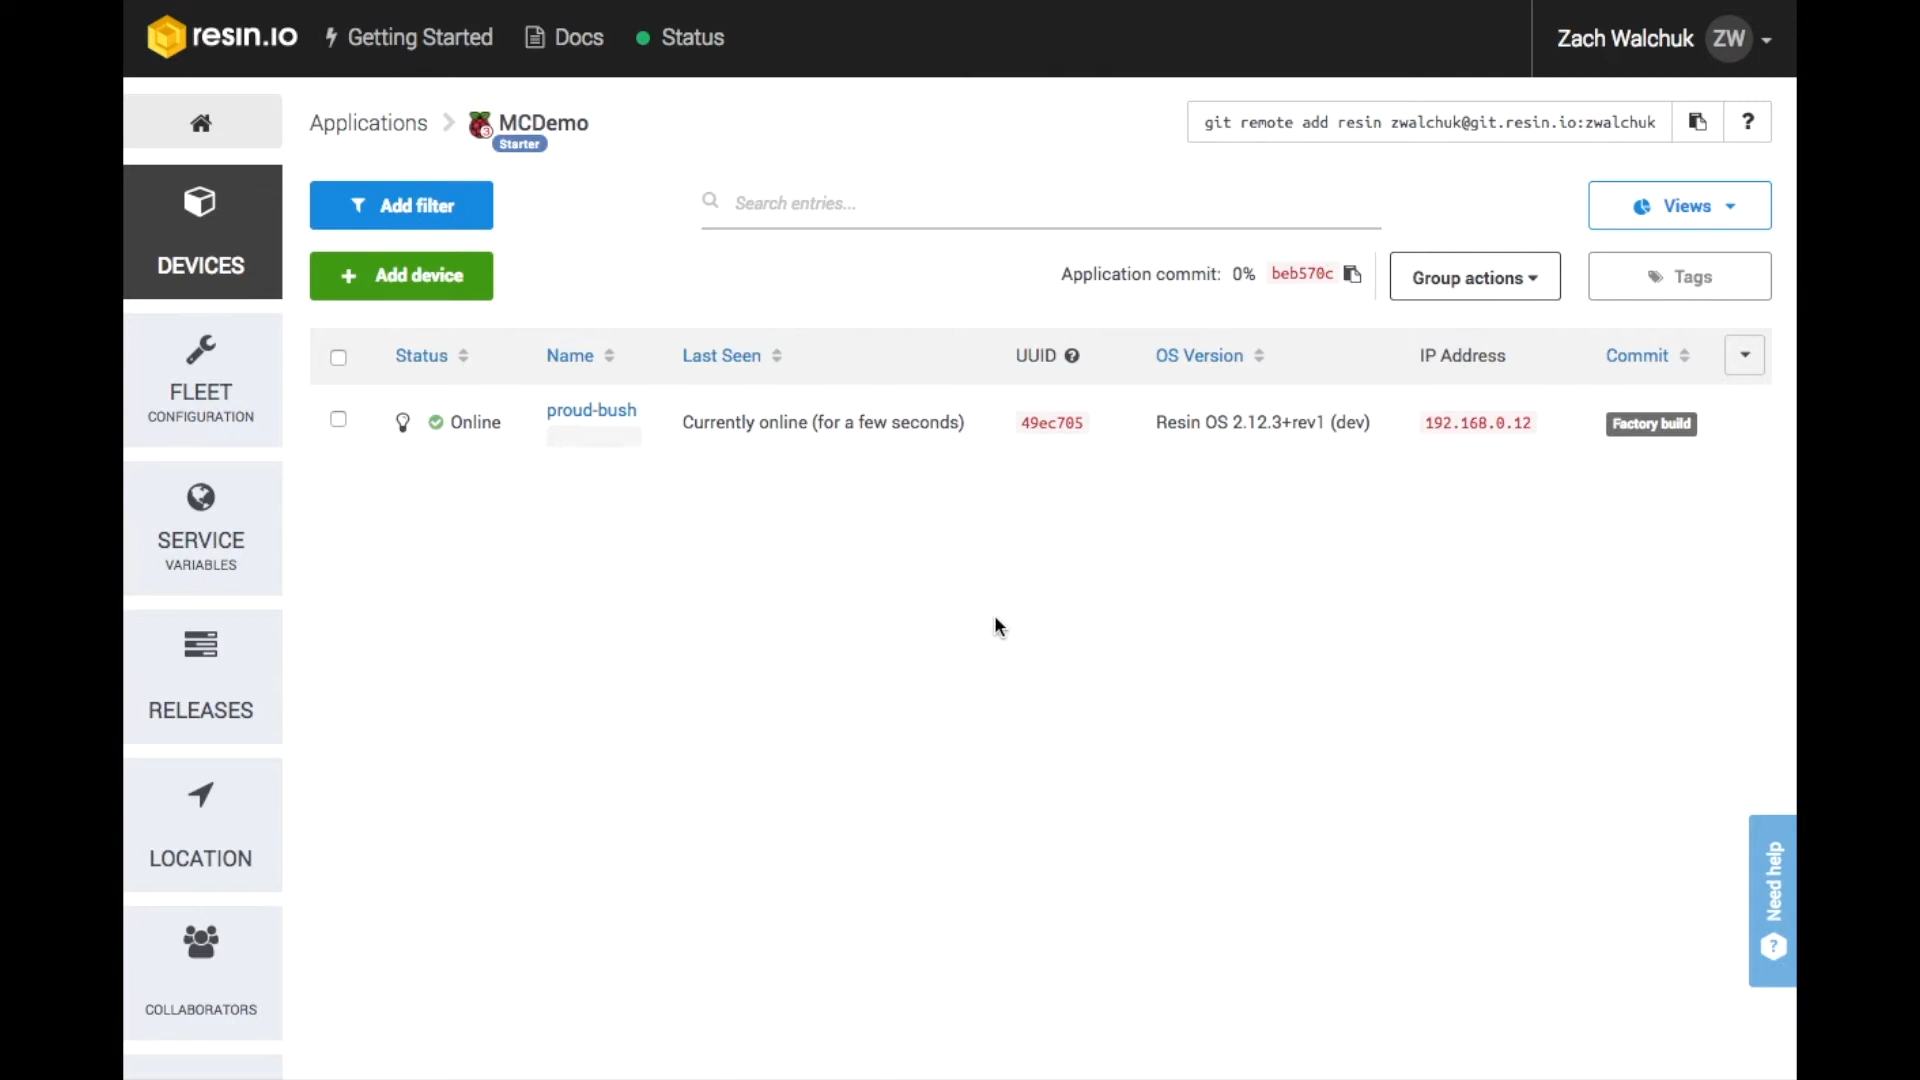 resin.io
Getting Started
Docs
Status
Zach Walchuk
ZW
Applications
MCDemo
3
Starter
git remote add resin zwalchuk@git.resin.io:zwalchuk
?
DEVICES
Add filter
Search entries...
Views
+ Add device
Application commit: 0% beb570c
Group actions
Tags
Status
Name
Last Seen
UUID ?
OS Version
IP Address
Commit
Online
proud-bush
Currently online (for a few seconds)
49ec705
Resin OS 2.12.3+rev1 (dev)
192.168.0.12
Factory build
FLEET
CONFIGURATION
SERVICE
VARIABLES
RELEASES
LOCATION
COLLABORATORS
? Need help